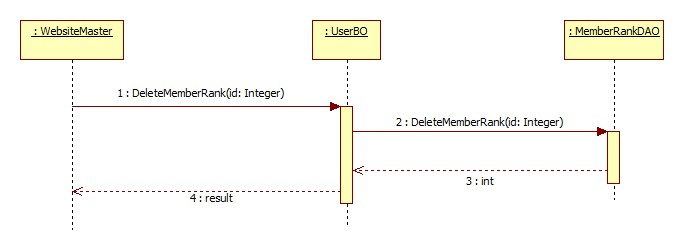 : WebsiteMaster
: UserBO
: MemberRankDAO
1 : DeleteMemberRank(id: Integer)
2 : DeleteMemberRank(id: Integer)
3 : int
4 : result